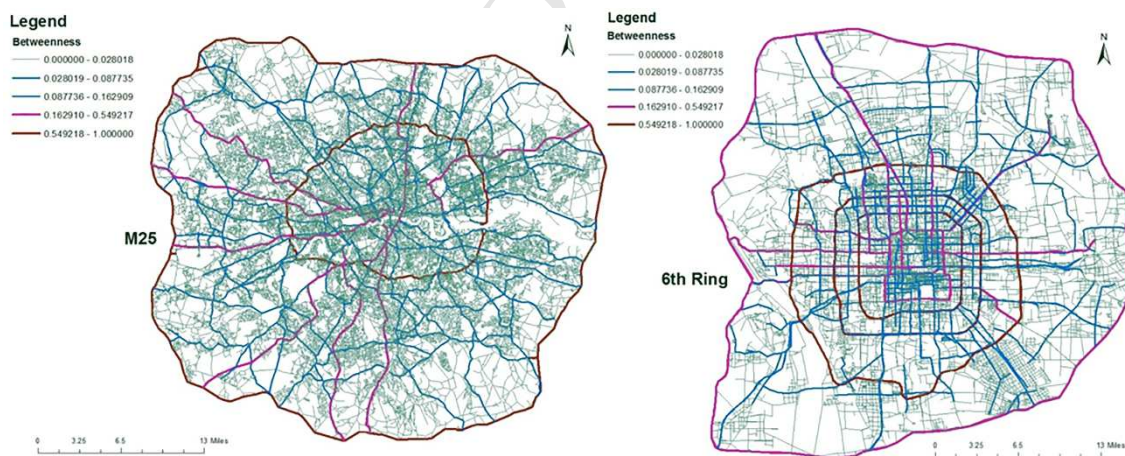 Legend
Betweenness
0.000000 - 0.028018
0.028019 - 0.087735
0.087736 - 0.162909
0.162910 - 0.549217
0.549218 - 1.000000
N
M25
0 3.25 6.5 13 Miles
Legend
Betweenness
0.000000 - 0.028018
0.028019 - 0.087735
0.087736 - 0.162909
0.162910 - 0.549217
0.549218 - 1.000000
N
6th Ring
0 3.25 6.5 13 Miles